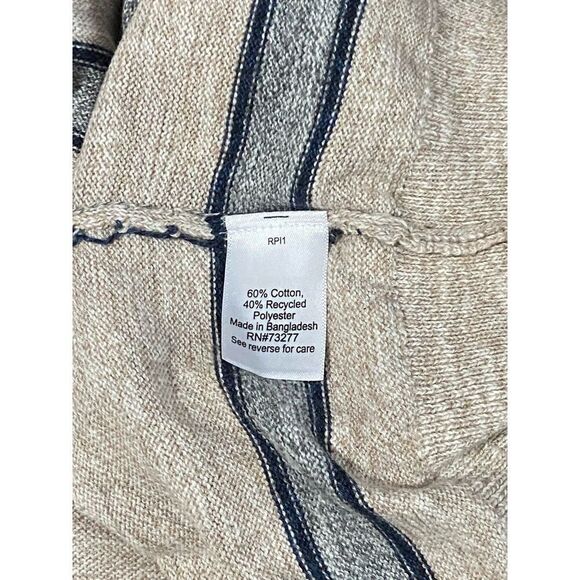 RPI1
60% Cotton,
40% Recycled
Polyester
Made in Bangladesh
RN#73277
See reverse for care